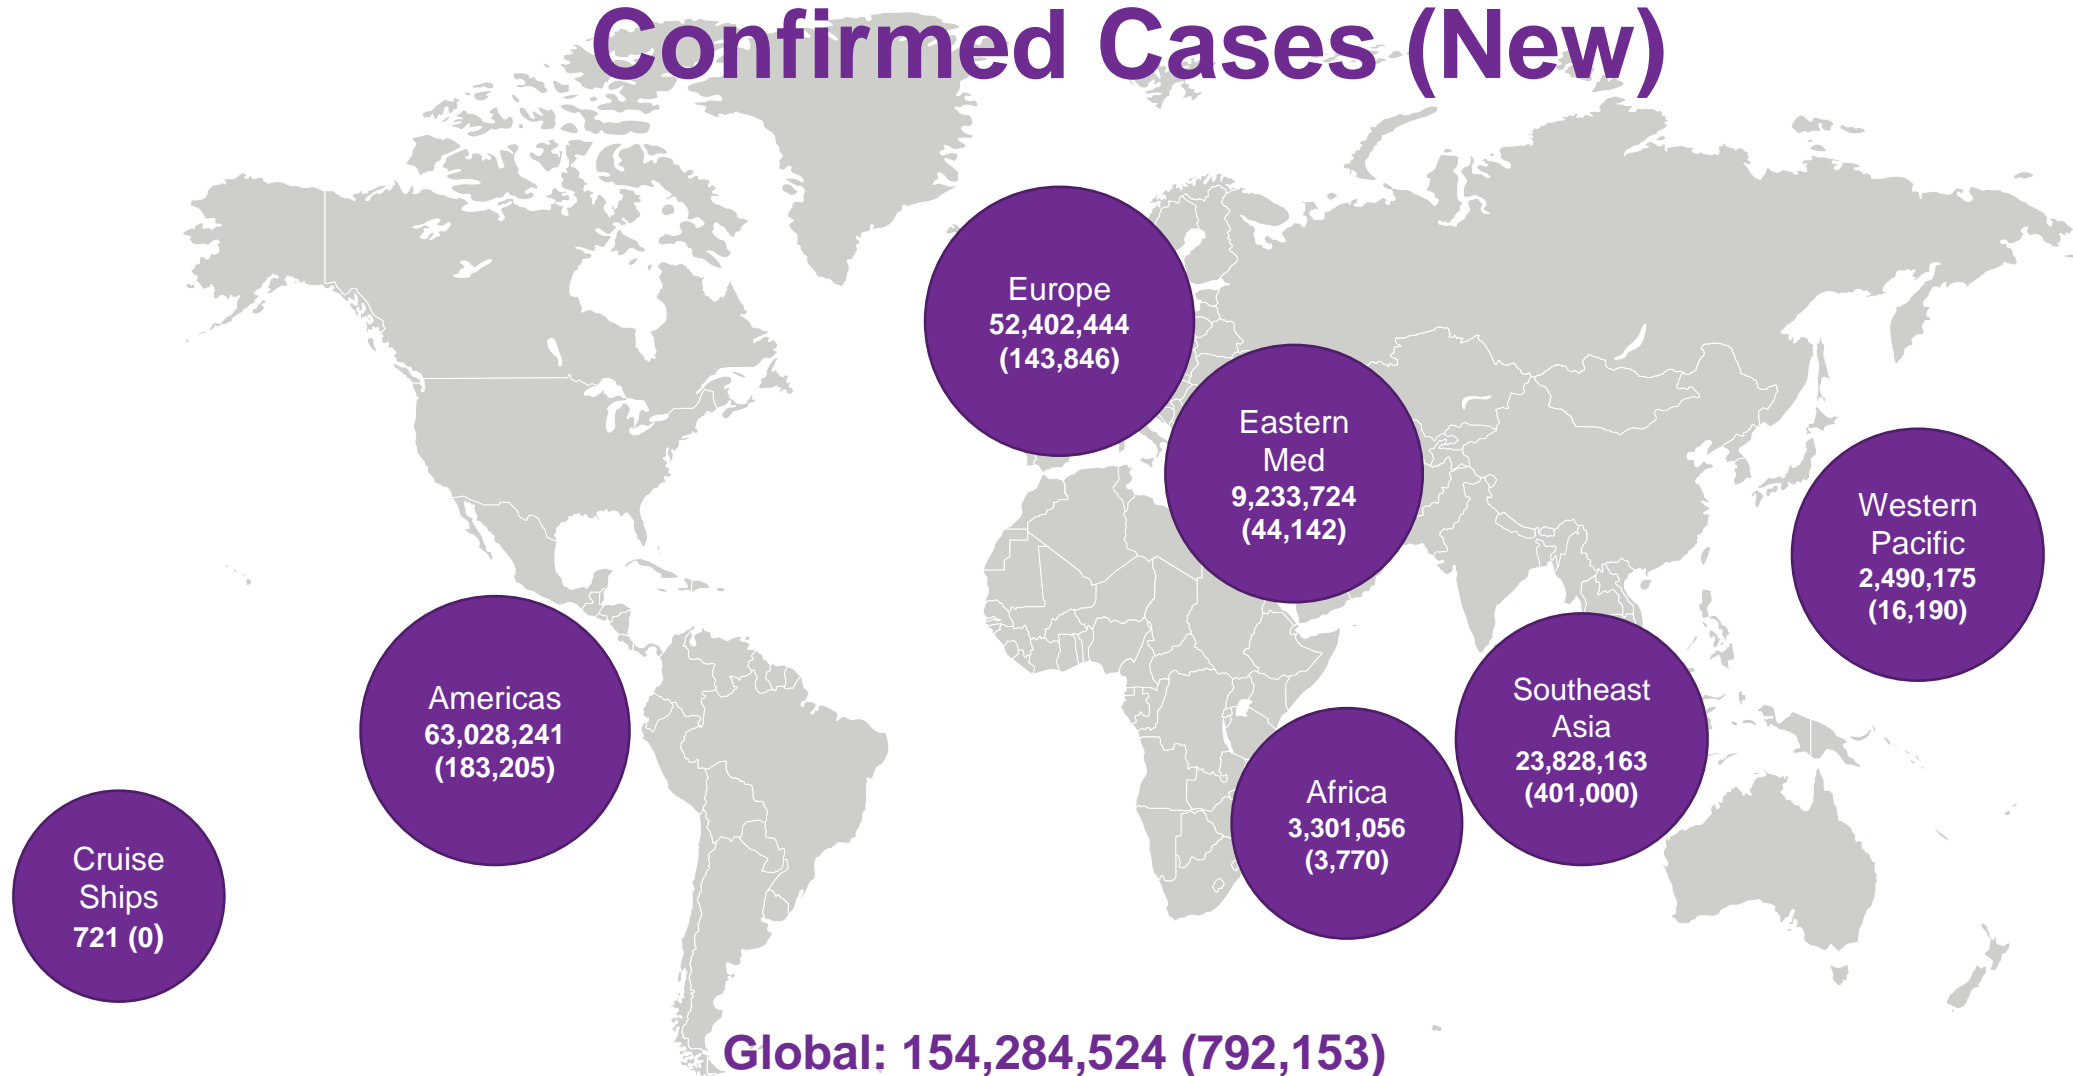 Confirmed Cases (New)
Europe
52,402,444
(143,846)
Eastern
Med
9,233,724
(44,142)
Western
Pacific
2,490,175
(16,190)
Americas
63,028,241
(183,205)
Southeast
Asia
23,828,163
(401,000)
Africa
3,301,056
(3,770)
Cruise
Ships
721 (0)
Global: 154,284,524 (792,153)